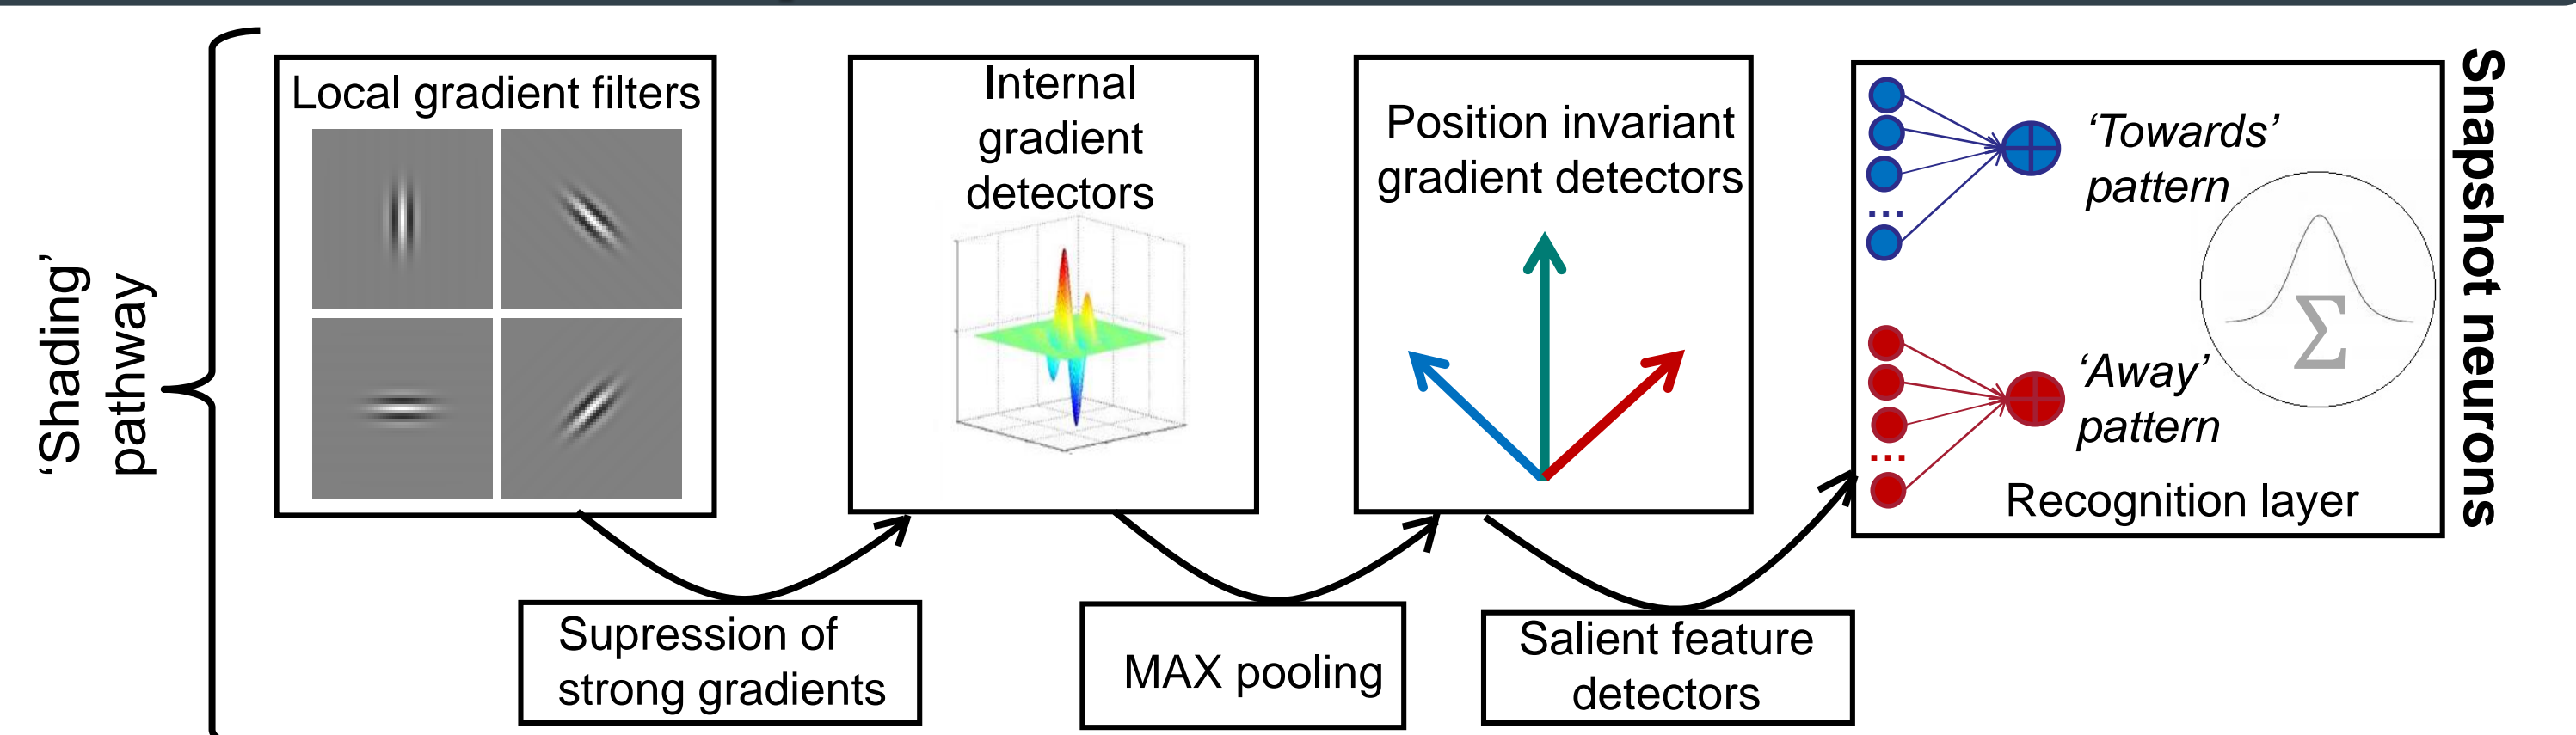 ‘Shading’
pathway
Local gradient filters
Internal
gradient
detectors
Position invariant
gradient detectors
‘Towards’
pattern
...
Σ
‘Away’
pattern
...
Recognition layer
Snapshot neurons
Supression of
strong gradients
MAX pooling
Salient feature
detectors